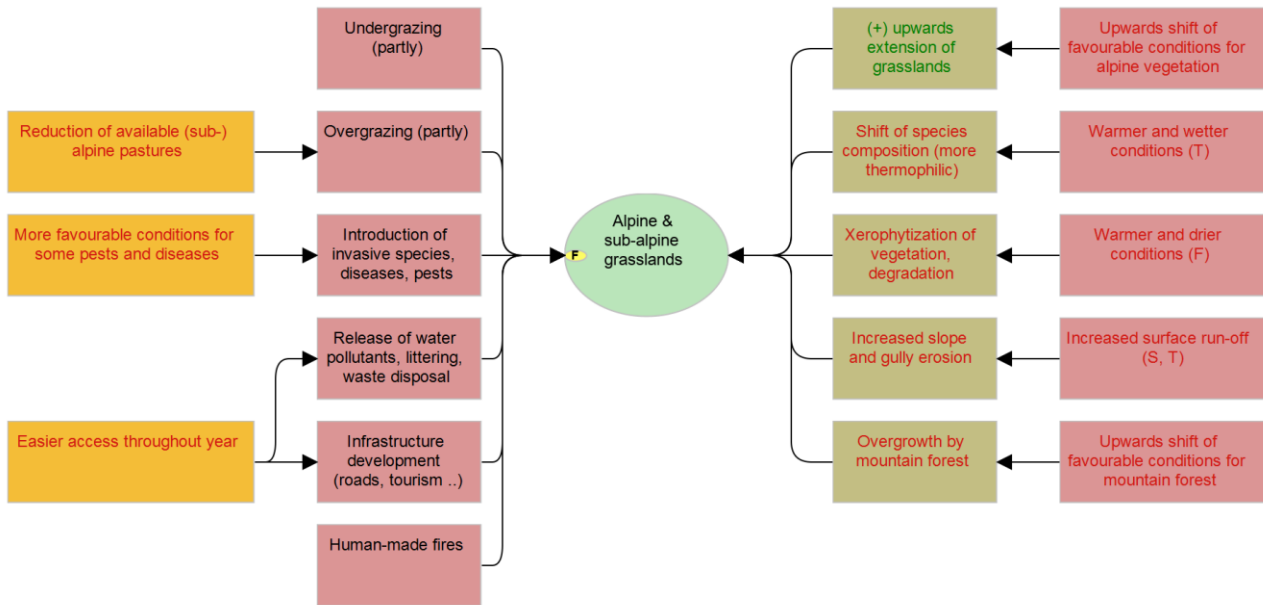 Undergrazing
(partly)
(+) upwards
extension of
grasslands
Upwards shift of
favourable conditions for
alpine vegetation
Reduction of available (sub-)
alpine pastures
Overgrazing (partly)
Shift of species
composition (more
thermophilic)
Warmer and wetter
conditions (T)
More favourable conditions for
some pests and diseases
Introduction of
invasive species,
diseases, pests
F
Alpine &
sub-alpine
grasslands
Xerophytization of
vegetation,
degradation
Warmer and drier
conditions (F)
Release of water
pollutants, littering,
waste disposal
Increased slope
and gully erosion
Increased surface run-off
(S, T)
Easier access throughout year
Infrastructure
development
(roads, tourism ..)
Overgrowth by
mountain forest
Upwards shift of
favourable conditions for
mountain forest
Human-made fires